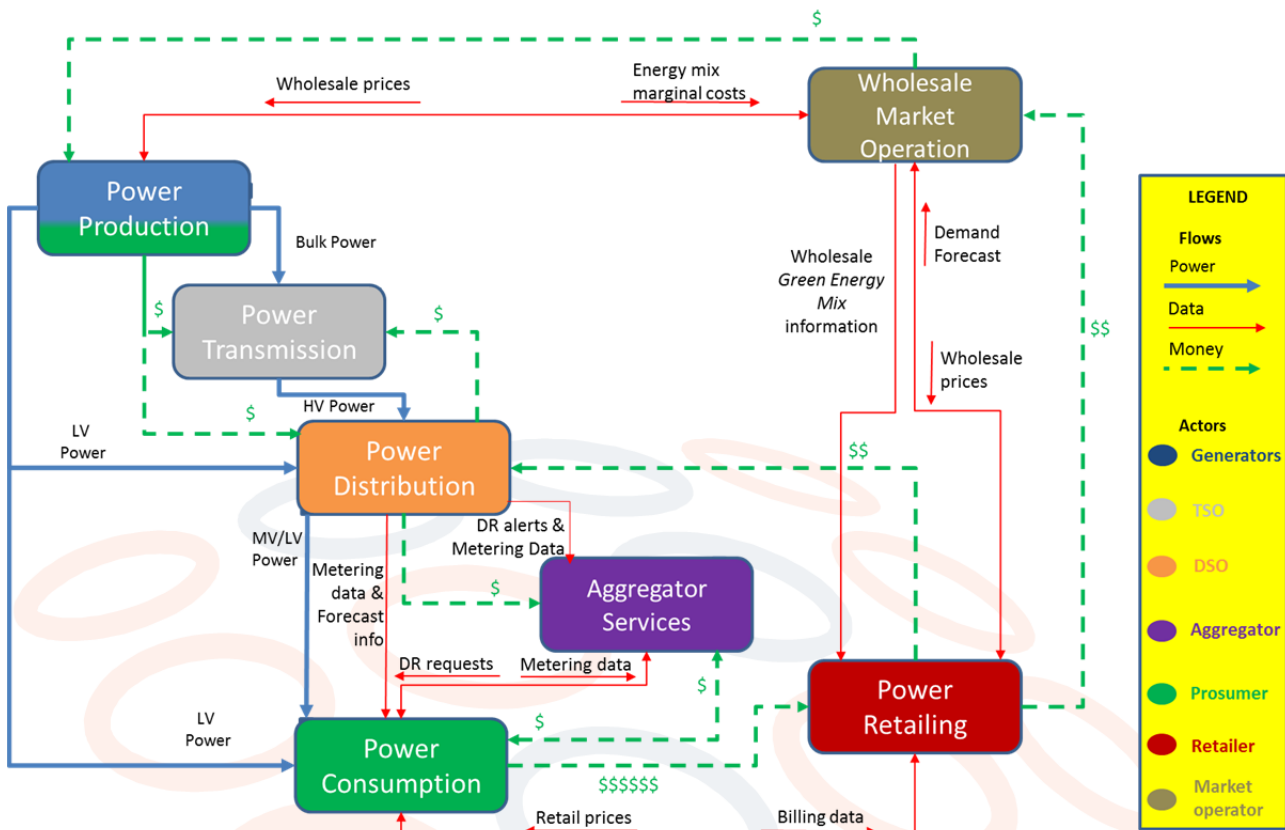 $
Wholesale prices
Energy mix
marginal costs
Wholesale
Market
Operation
Power
Production
Bulk Power
$
Power
Transmission
$
HV Power
$
LV
Power
Power
Distribution
Wholesale
Green Energy
Mix
information
Demand
Forecast
Wholesale
prices
$$
$$
MV/LV
Power
Metering
data &
Forecast
info
DR alerts &
Metering Data
$
Aggregator
Services
DR requests
Metering data
$
$
LV
Power
Power
Consumption
$$$$$$
Power
Retailing
Retail prices
Billing data
LEGEND
Flows
Power
Data
Money
Actors
Generators
TSO
DSO
Aggregator
Prosumer
Retailer
Market
operator